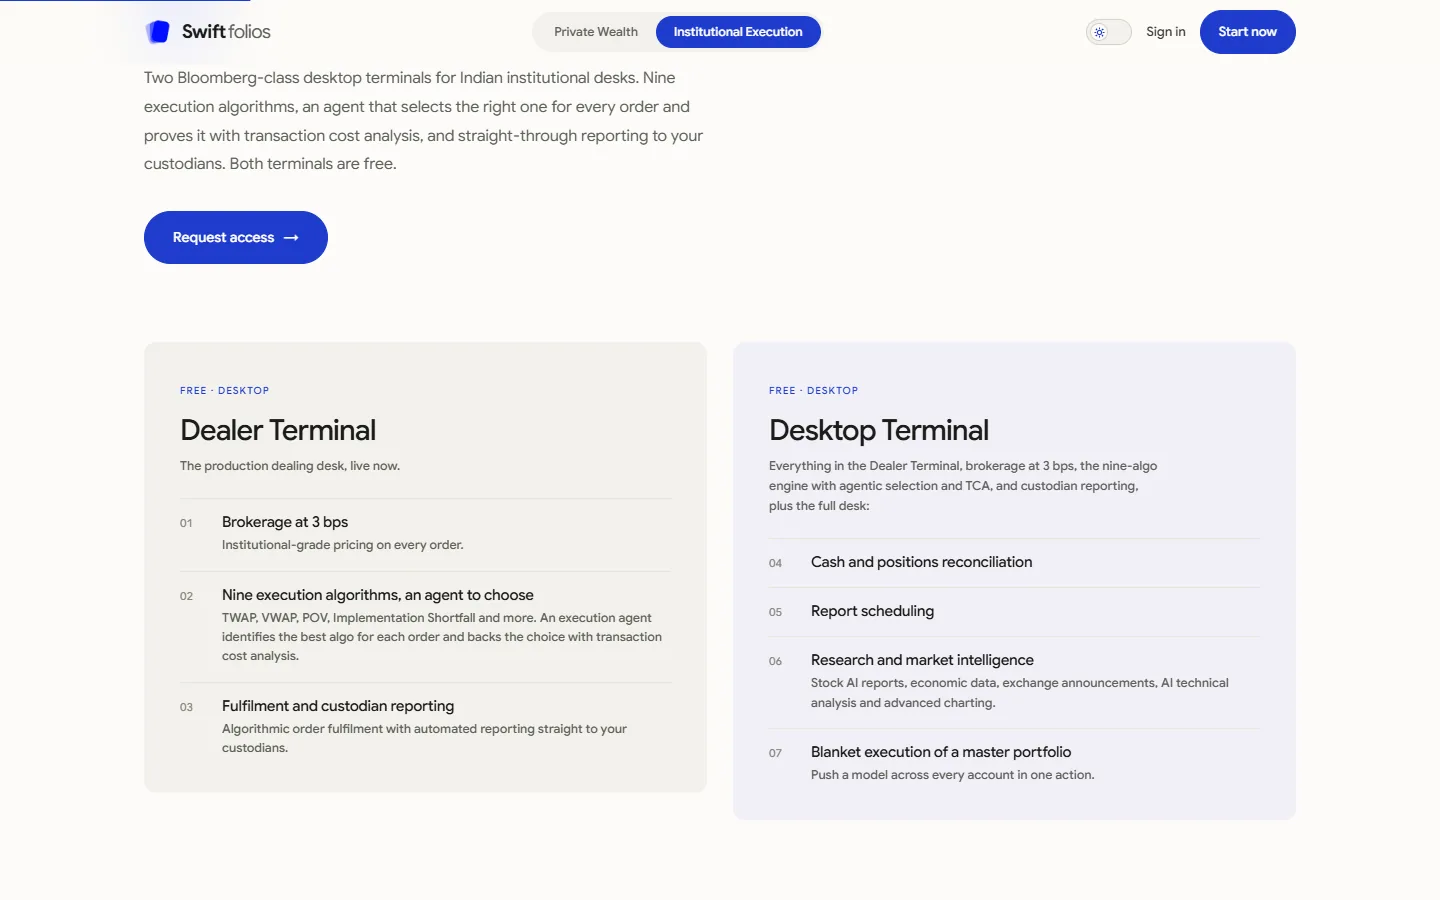 Swiftfolios
Private Wealth
Institutional Execution
Sign in
Start now
Two Bloomberg-class desktop terminals for Indian institutional desks. Nine
execution algorithms, an agent that selects the right one for every order and
proves it with transaction cost analysis, and straight-through reporting to your
custodians. Both terminals are free.
Request access →
FREE · DESKTOP
Dealer Terminal
The production dealing desk, live now.
01 Brokerage at 3 bps
Institutional-grade pricing on every order.
02 Nine execution algorithms, an agent to choose
TWAP, VWAP, POV, Implementation Shortfall and more. An execution agent
identifies the best algo for each order and backs the choice with transaction
cost analysis.
03 Fulfilment and custodian reporting
Algorithmic order fulfilment with automated reporting straight to your
custodians.
FREE · DESKTOP
Desktop Terminal
Everything in the Dealer Terminal, brokerage at 3 bps, the nine-algo
engine with agentic selection and TCA, and custodian reporting,
plus the full desk:
04 Cash and positions reconciliation
05 Report scheduling
06 Research and market intelligence
Stock AI reports, economic data, exchange announcements, AI technical
analysis and advanced charting.
07 Blanket execution of a master portfolio
Push a model across every account in one action.